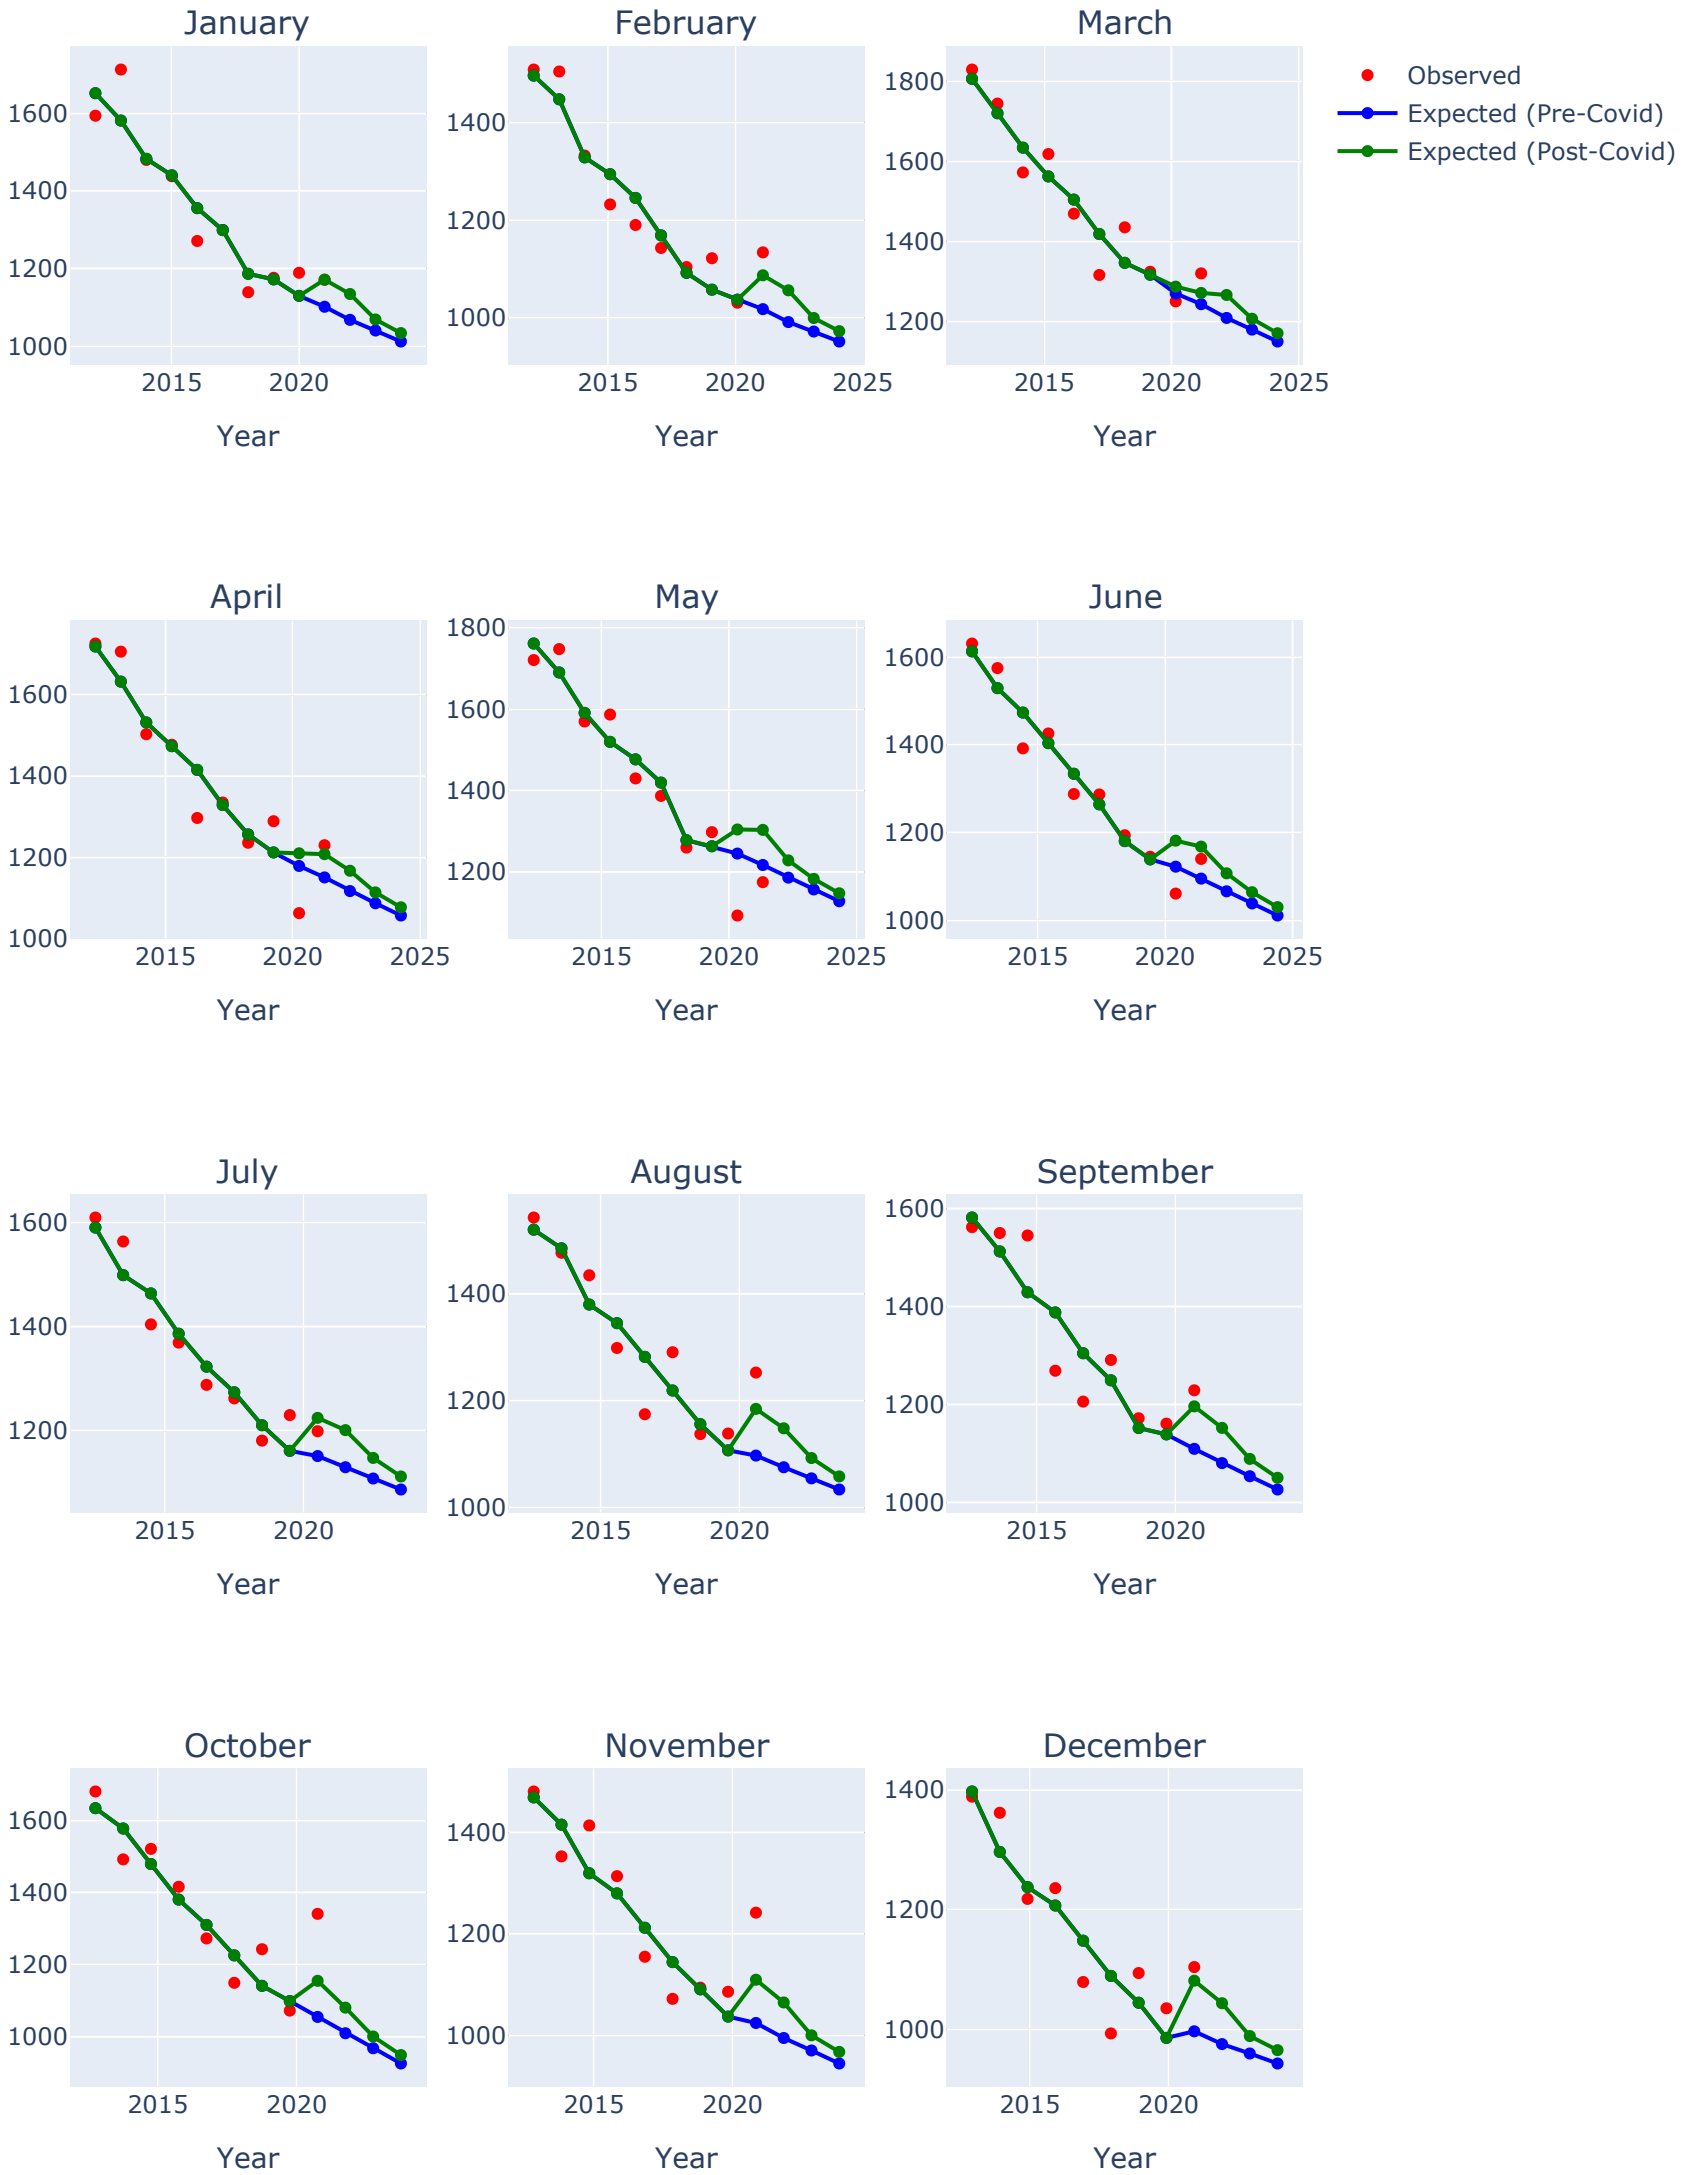 January
1600
1400
1200
1000
2015 2020
Year
February
1400
1200
1000
2015 2020 2025
Year
March
1800
1600
1400
1200
2015 2020 2025
Year
Observed
Expected (Pre-Covid)
Expected (Post-Covid)
April
1600
1400
1200
1000
2015 2020 2025
Year
May
1800
1600
1400
1200
2015 2020 2025
Year
June
1600
1400
1200
1000
2015 2020 2025
Year
July
1600
1400
1200
2015 2020
Year
August
1400
1200
1000
2015 2020
Year
September
1600
1400
1200
1000
2015 2020
Year
October
1600
1400
1200
1000
2015 2020
Year
November
1400
1200
1000
2015 2020
Year
December
1400
1200
1000
2015 2020
Year